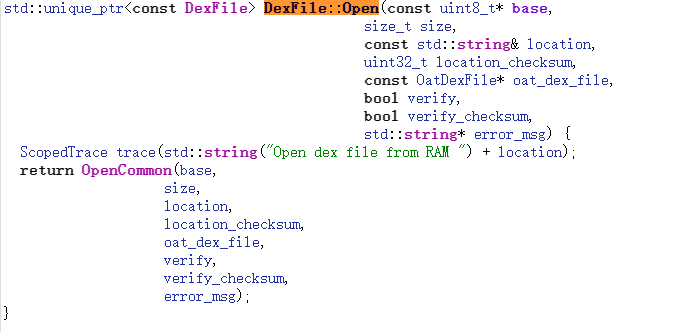 std::unique_ptr<const DexFile> DexFile::Open(const uint8_t* base,
size_t size,
const std::string& location,
uint32_t location_checksum,
const OatDexFile* oat_dex_file,
bool verify,
bool verify_checksum,
std::string* error_msg) {
ScopedTrace trace(std::string("Open dex file from RAM ") + location);
return OpenCommon(base,
size,
location,
location_checksum,
oat_dex_file,
verify,
verify_checksum,
error_msg);
}